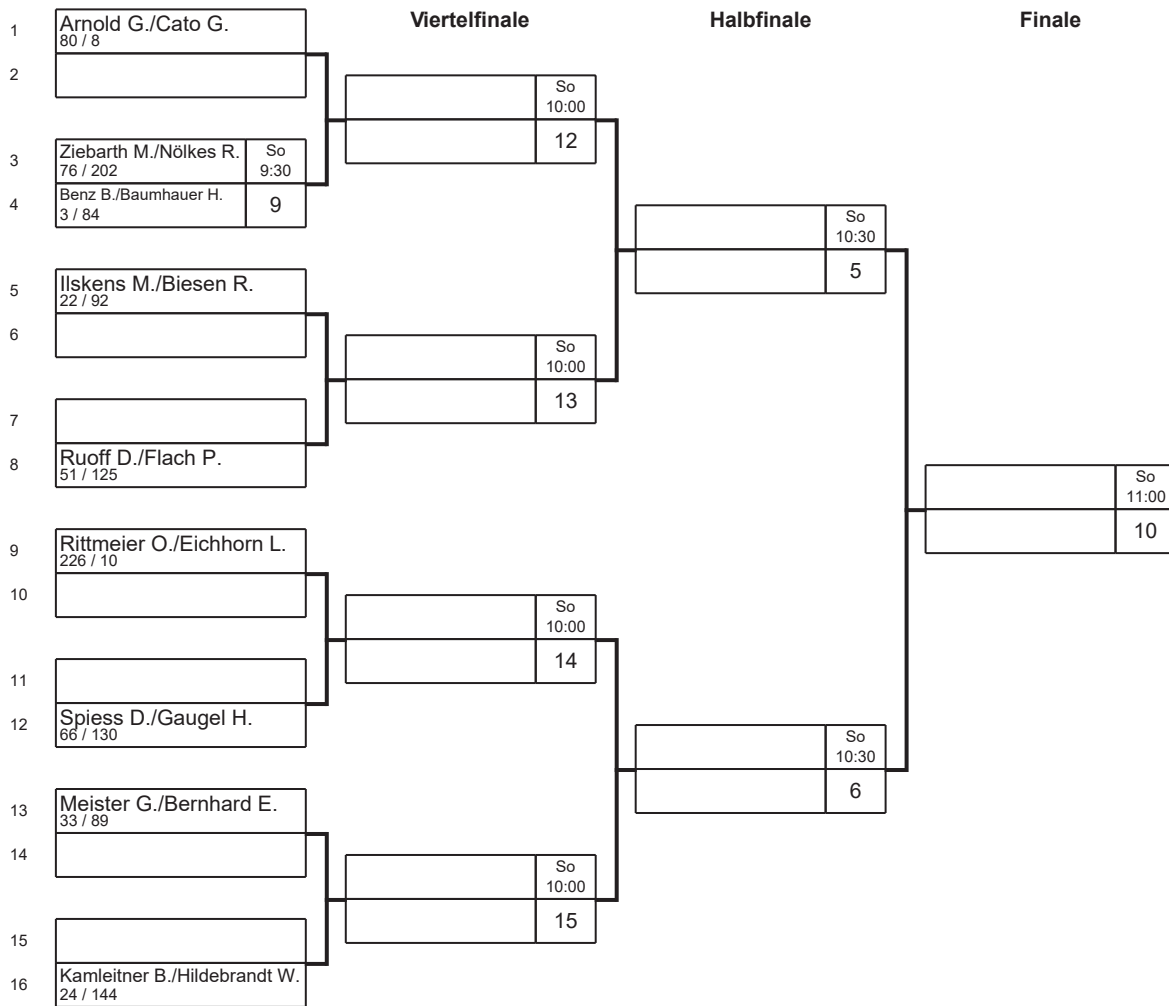 Viertelfinale
Halbfinale
Finale
1
Arnold G./Cato G.
80 / 8
2
So
10:00
12
3
Ziebarth M./Nölkes R.
76 / 202
So
9:30
4
Benz B./Baumhauer H.
3 / 84
9
So
10:30
5
5
Ilskens M./Biesen R.
22 / 92
6
So
10:00
13
7
8
Ruoff D./Flach P.
51 / 125
So
11:00
10
9
Rittmeier O./Eichhorn L.
226 / 10
10
So
10:00
14
11
12
Spiess D./Gaugel H.
66 / 130
So
10:30
6
13
Meister G./Bernhard E.
33 / 89
14
So
10:00
15
15
16
Kamleitner B./Hildebrandt W.
24 / 144